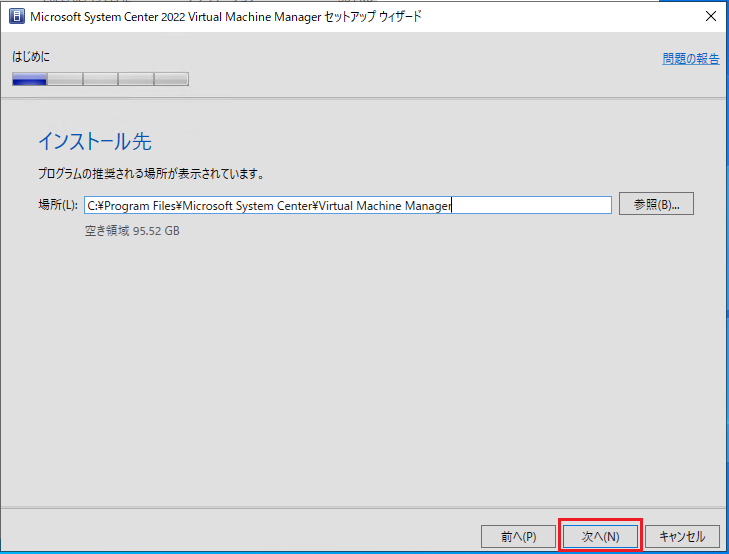 Microsoft System Center 2022 Virtual Machine Manager セットアップ ウィザード
はじめに
問題の報告
インストール先
プログラムの推奨される場所が表示されています。
場所(L): C:¥Program Files¥Microsoft System Center¥Virtual Machine Manager 参照(B)...
空き領域 95.52 GB
前へ(P) 次へ(N) キャンセル